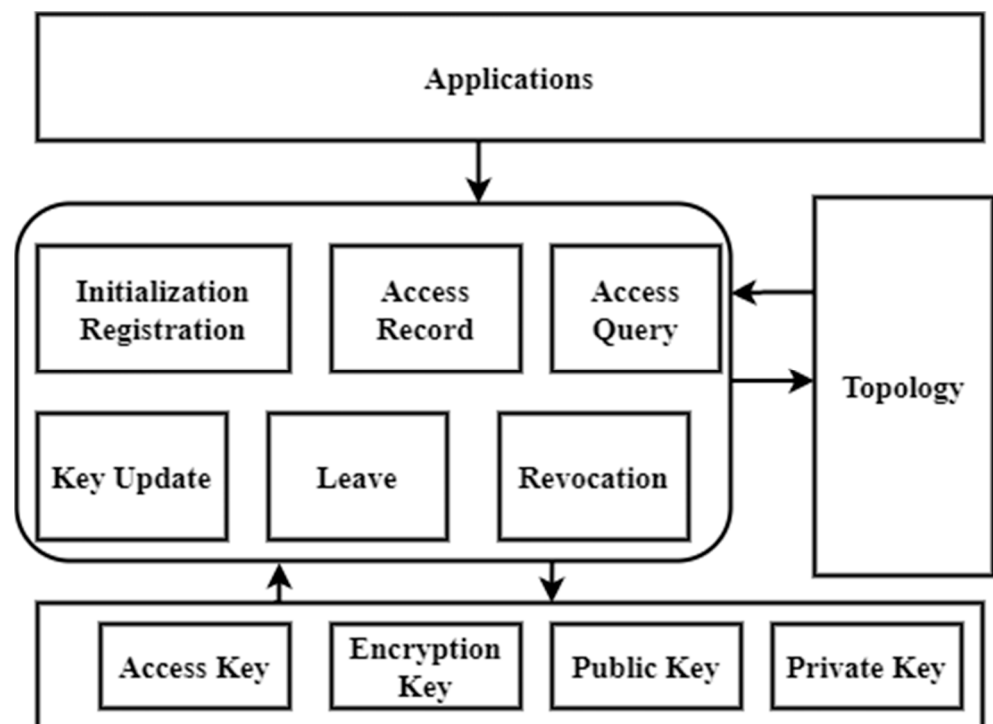 Applications
Initialization
Registration
Access
Record
Access
Query
Topology
Key Update
Leave
Revocation
Access Key
Encryption
Key
Public Key
Private Key